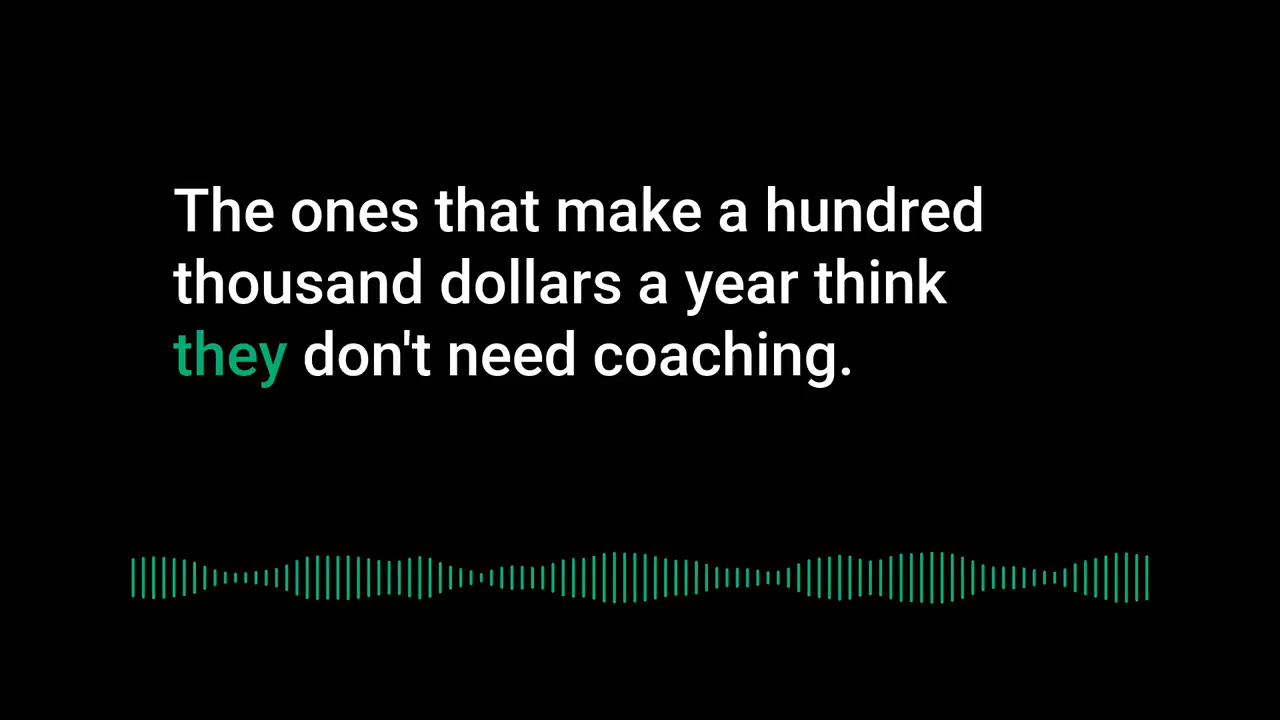 The ones that make a hundred
thousand dollars a year think
they don't need coaching.